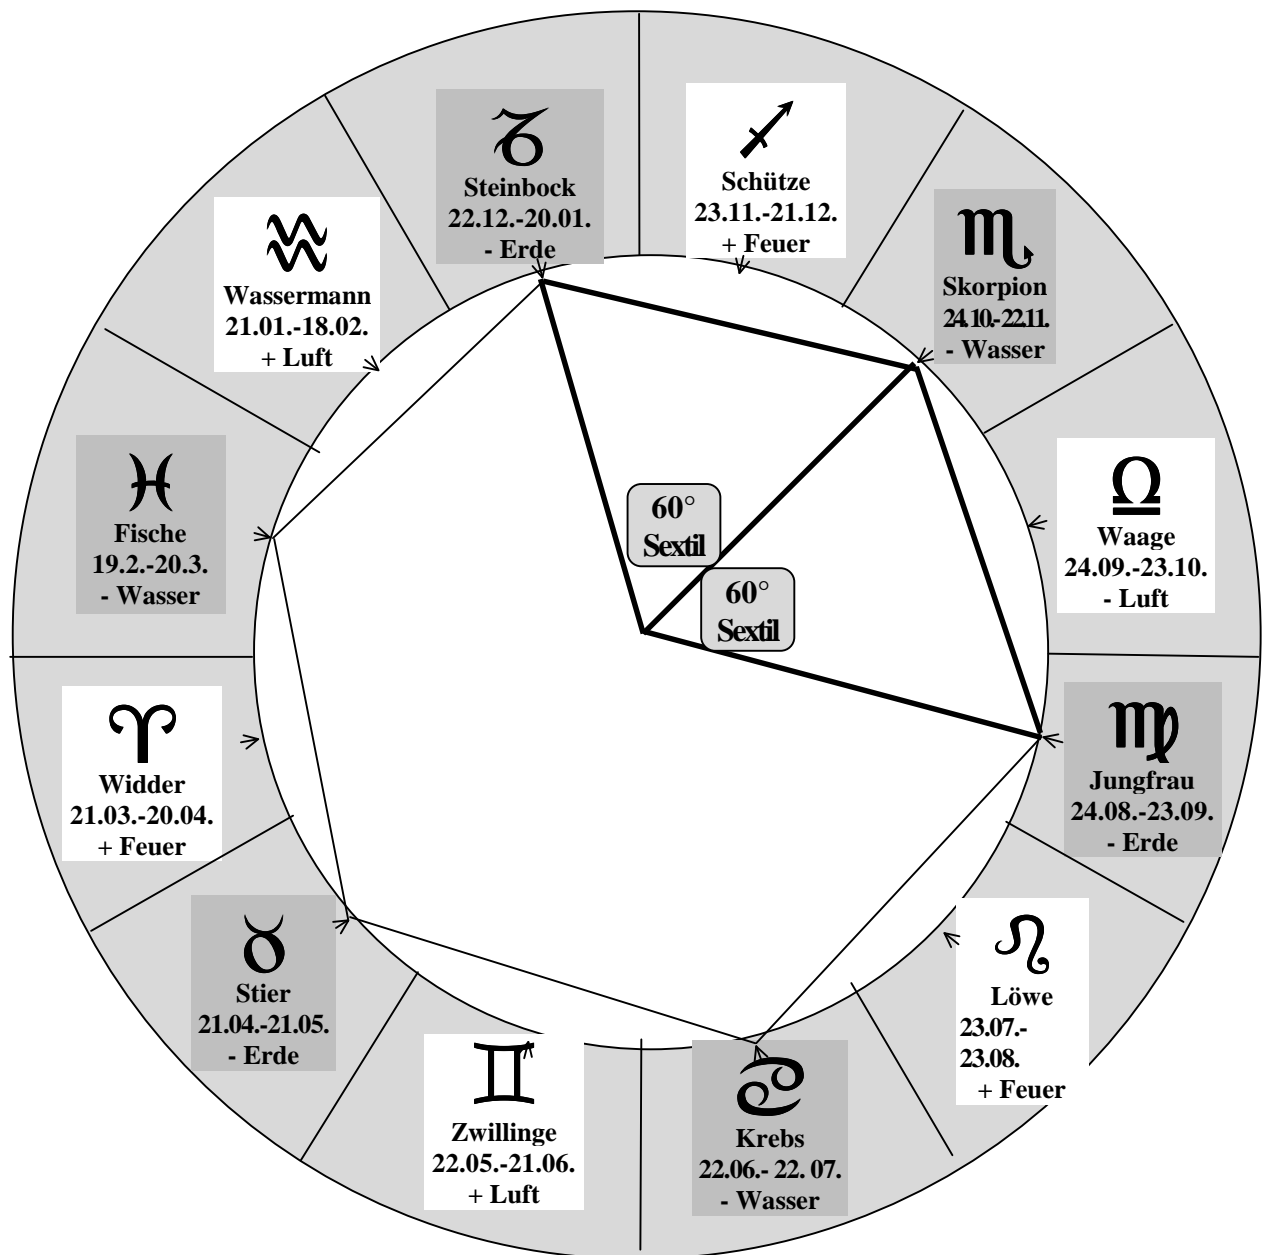 Steinbock
22.12.-20.01.
- Erde
Schütze
23.11.-21.12.
+ Feuer
Skorpion
24.10.-22.11.
- Wasser
Wassermann
21.01.-18.02.
+ Luft
Fische
19.2.-20.3.
- Wasser
60°
Sextil
60°
Sextil
Waage
24.09.-23.10.
- Luft
Widder
21.03.-20.04.
+ Feuer
Jungfrau
24.08.-23.09.
- Erde
Stier
21.04.-21.05.
- Erde
Löwe
23.07.-
23.08.
+ Feuer
Zwillinge
22.05.-21.06.
+ Luft
Krebs
22.06.- 22. 07.
- Wasser